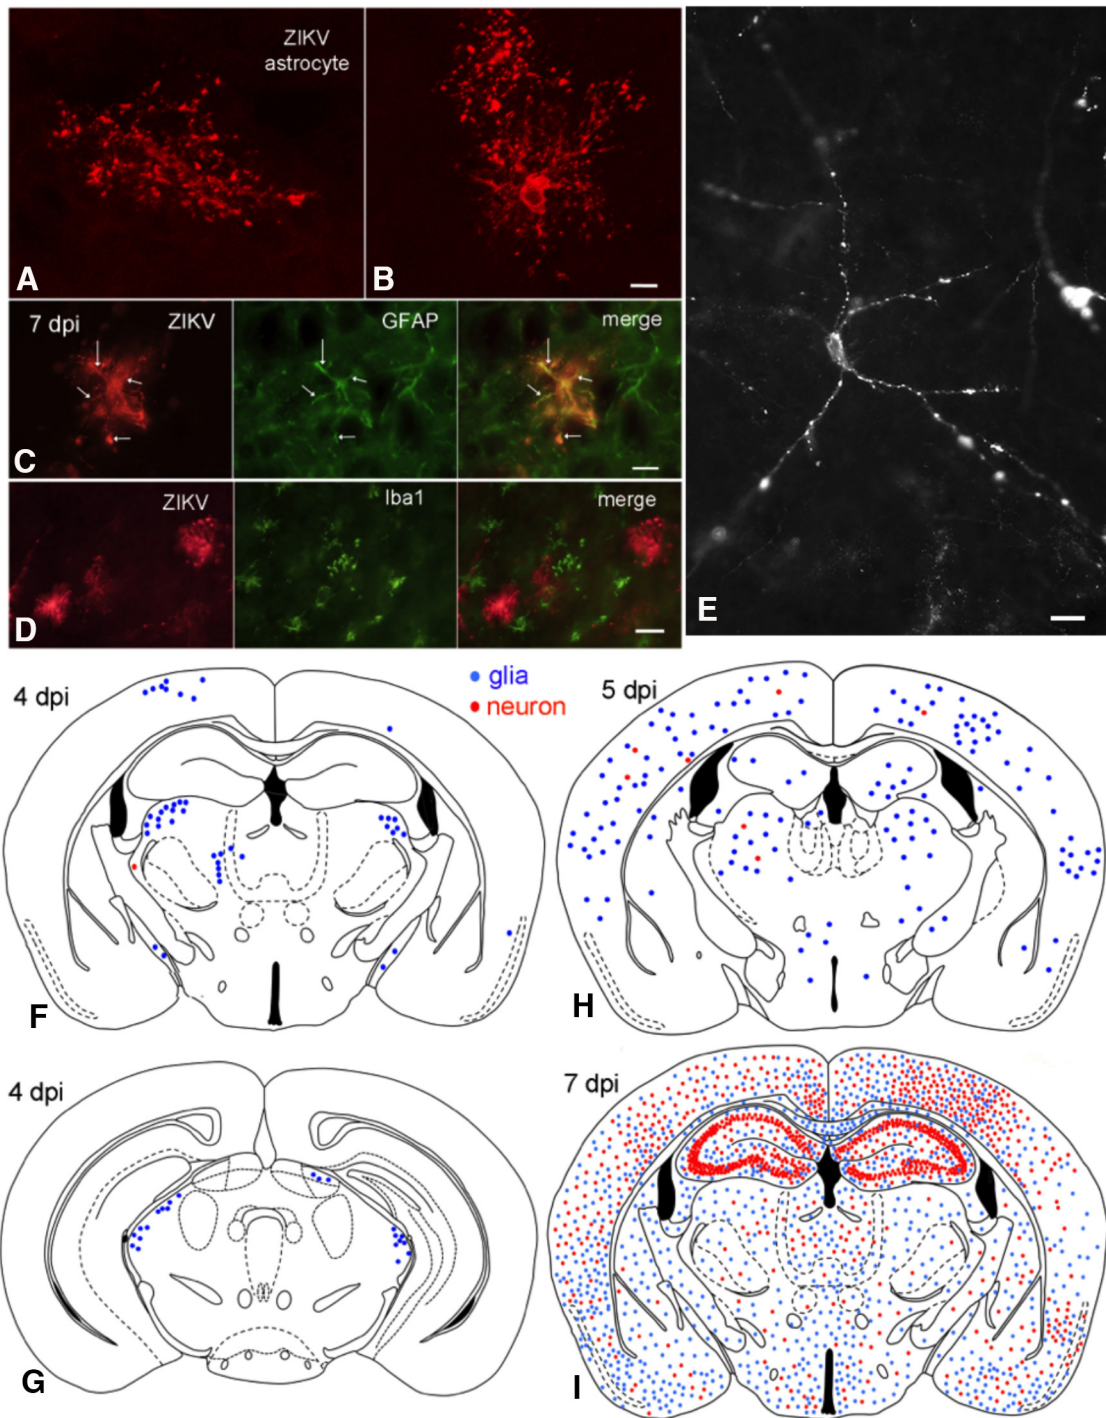 ZIKV
astrocyte
A
B
7 dpi
ZIKV
GFAP
merge
C
ZIKV
Iba1
merge
D
E
4 dpi
glia
neuron
5 dpi
F
H
4 dpi
7 dpi
G
I